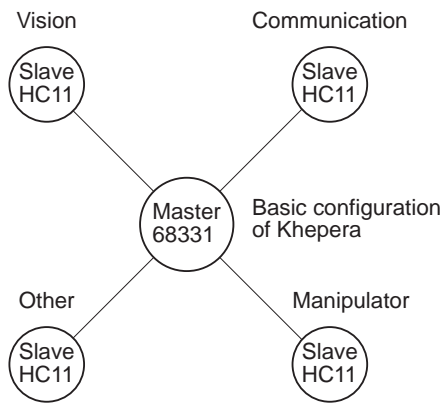 Vision
Communication
Slave
HC11
Slave
HC11
Master
68331
Basic configuration
of Khepera
Other
Manipulator
Slave
HC11
Slave
HC11